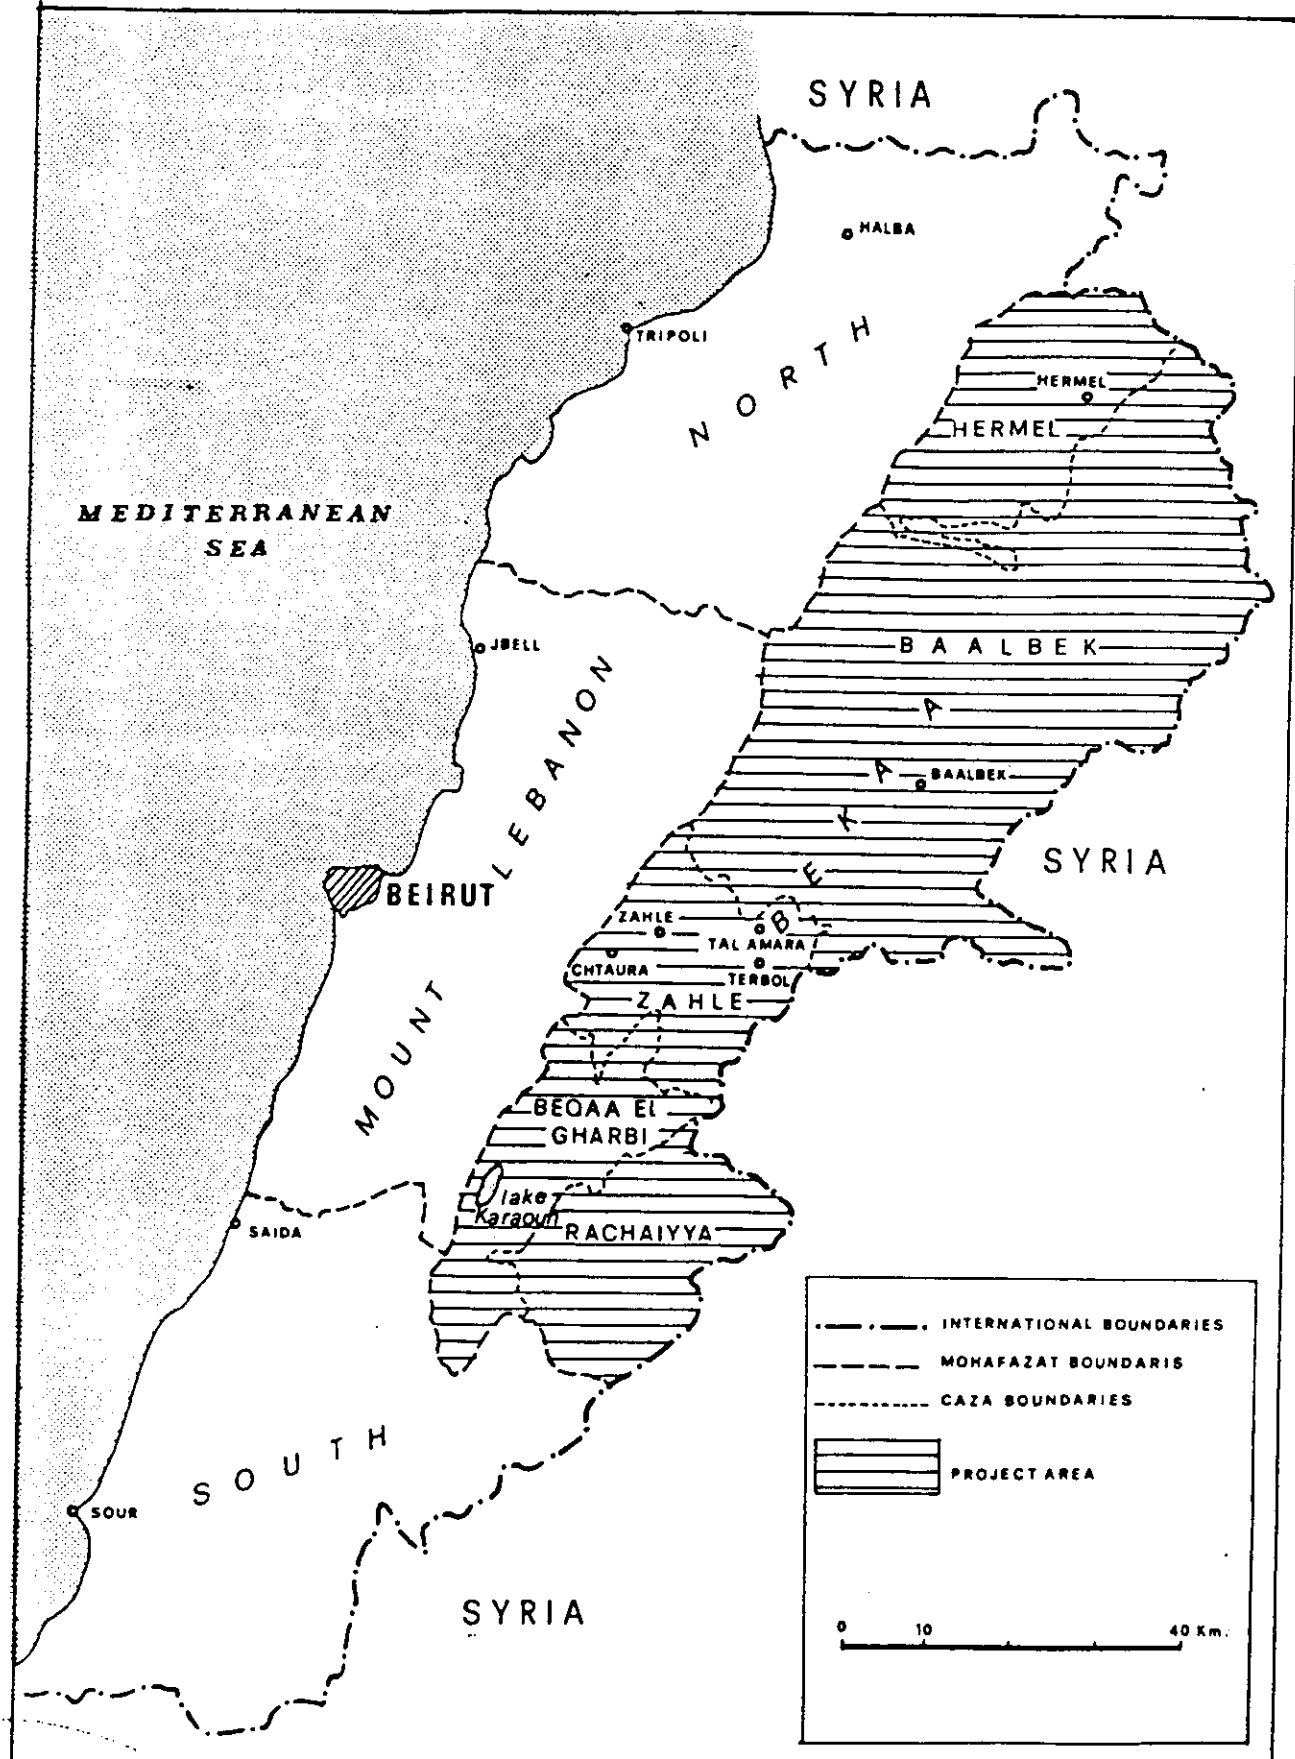 SYRIA
HALBA
TRIPOLI
NORTH
HERMEL
HERMEL
MEDITERRANEAN
SEA
JBELL
BAALBEK
BAALBEK
BEKAA
SYRIA
MOUNT LEBANON
BEIRUT
ZAHLE
TAL AMARA
CHTAURA
TERBOL
ZAHLE
BEQAA El
GHARBI
lake
Karaoun
RACHAIYYA
SAIDA
SOUTH
SOUR
SYRIA
INTERNATIONAL BOUNDARIES
MOHAFAZAT BOUNDARIS
CAZA BOUNDARIES
PROJECT AREA
0 10 40 Km.